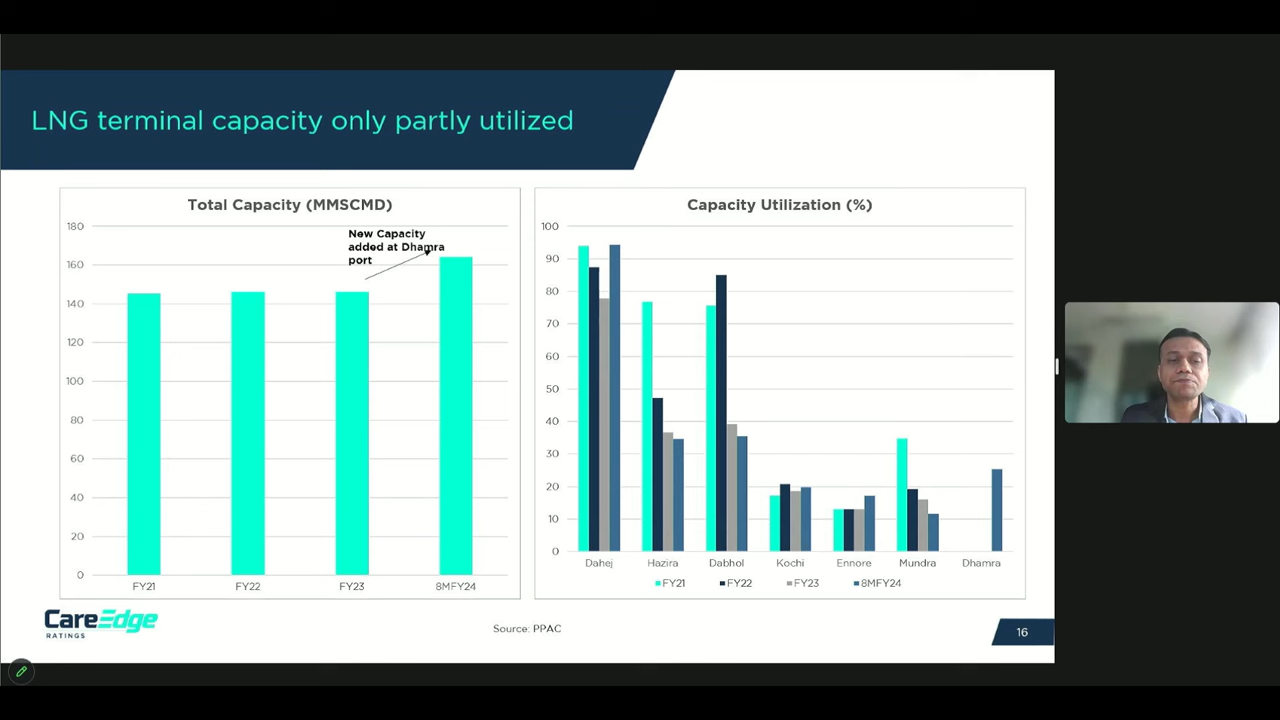 LNG terminal capacity only partly utilized
Total Capacity (MMSCMD)
180
160
140
120
100
80
60
40
20
0
New Capacity
added at Dhamra
port
FY21
FY22
FY23
8MFY24
Capacity Utilization (%)
100
90
80
70
60
50
40
30
20
10
0
Dahej
Hazira
Dabhol
Kochi
Ennore
Mundra
Dhamra
FY21
FY22
FY23
8MFY24
CareEdge
RATINGS
Source: PPAC
16